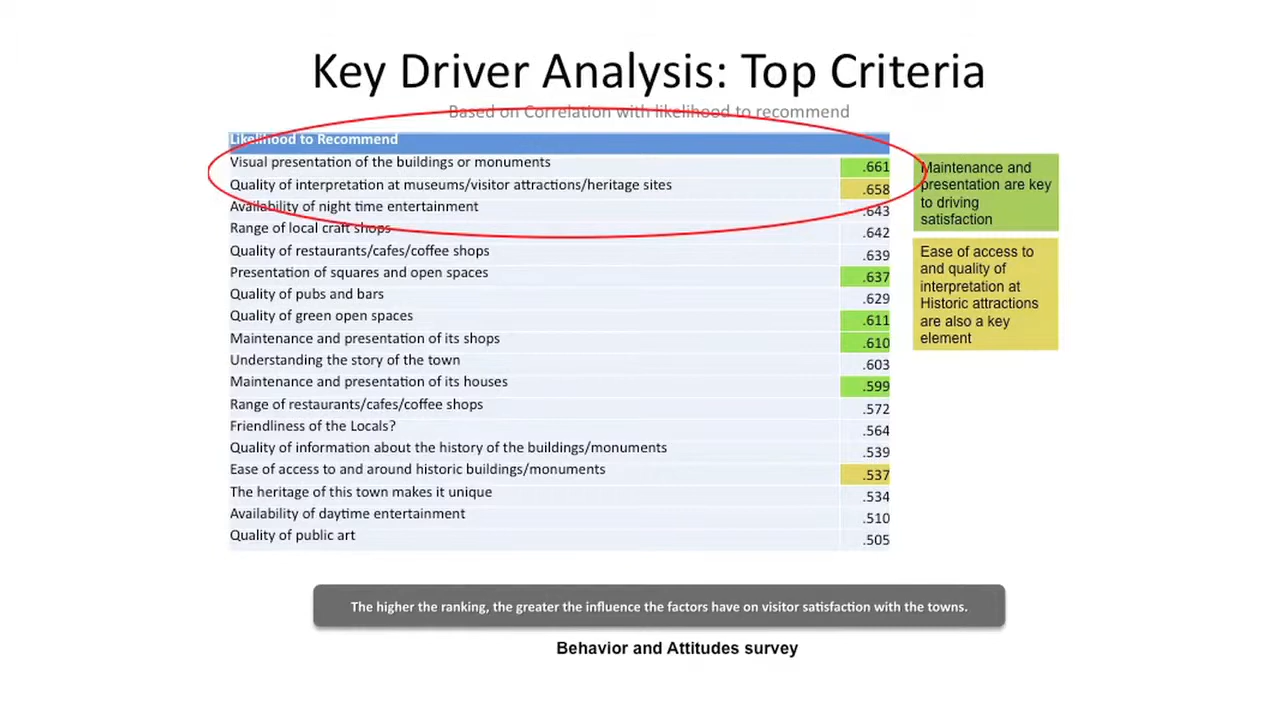 Key Driver Analysis: Top Criteria
Based on Correlation with likelihood to recommend
Likelihood to Recommend
Visual presentation of the buildings or monuments .661
Quality of interpretation at museums/visitor attractions/heritage sites .658
Availability of night time entertainment .643
Range of local craft shops .642
Quality of restaurants/cafes/coffee shops .639
Presentation of squares and open spaces .637
Quality of pubs and bars .629
Quality of green open spaces .611
Maintenance and presentation of its shops .610
Understanding the story of the town .603
Maintenance and presentation of its houses .599
Range of restaurants/cafes/coffee shops .572
Friendliness of the Locals? .564
Quality of information about the history of the buildings/monuments .539
Ease of access to and around historic buildings/monuments .537
The heritage of this town makes it unique .534
Availability of daytime entertainment .510
Quality of public art .505
Maintenance and
presentation are key
to driving
satisfaction
Ease of access to
and quality of
interpretation at
Historic attractions
are also a key
element
The higher the ranking, the greater the influence the factors have on visitor satisfaction with the towns.
Behavior and Attitudes survey